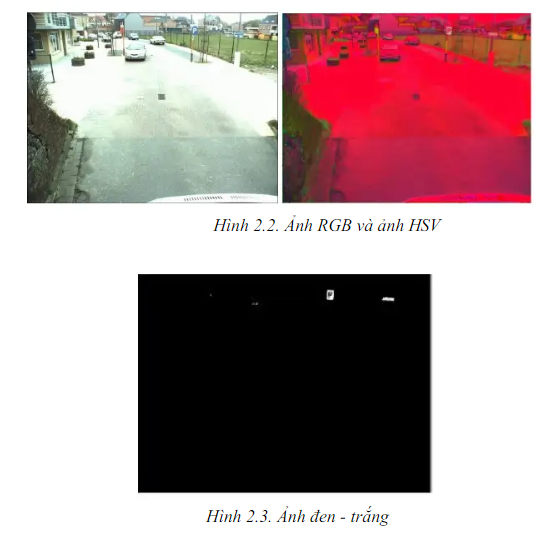 Hình 2.2. Ảnh RGB và ảnh HSV
Hình 2.3. Ảnh đen - trắng